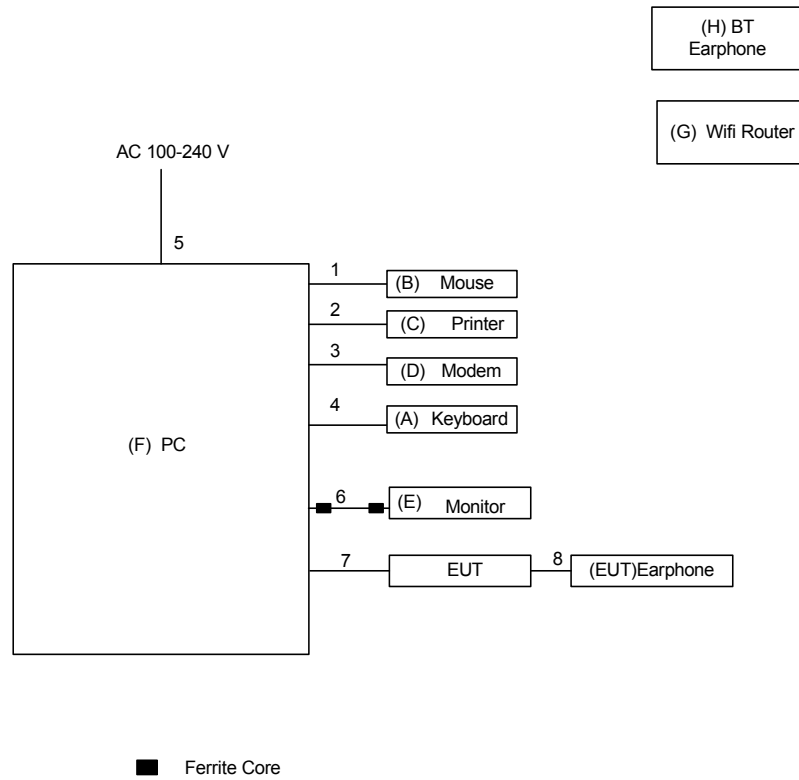 (H) BT
Earphone
(G) Wifi Router
AC 100-240 V
5
1
(B) Mouse
2
(C) Printer
3
(D) Modem
4
(A) Keyboard
(F) PC
6
(E) Monitor
7
EUT
8
(EUT)Earphone
Ferrite Core